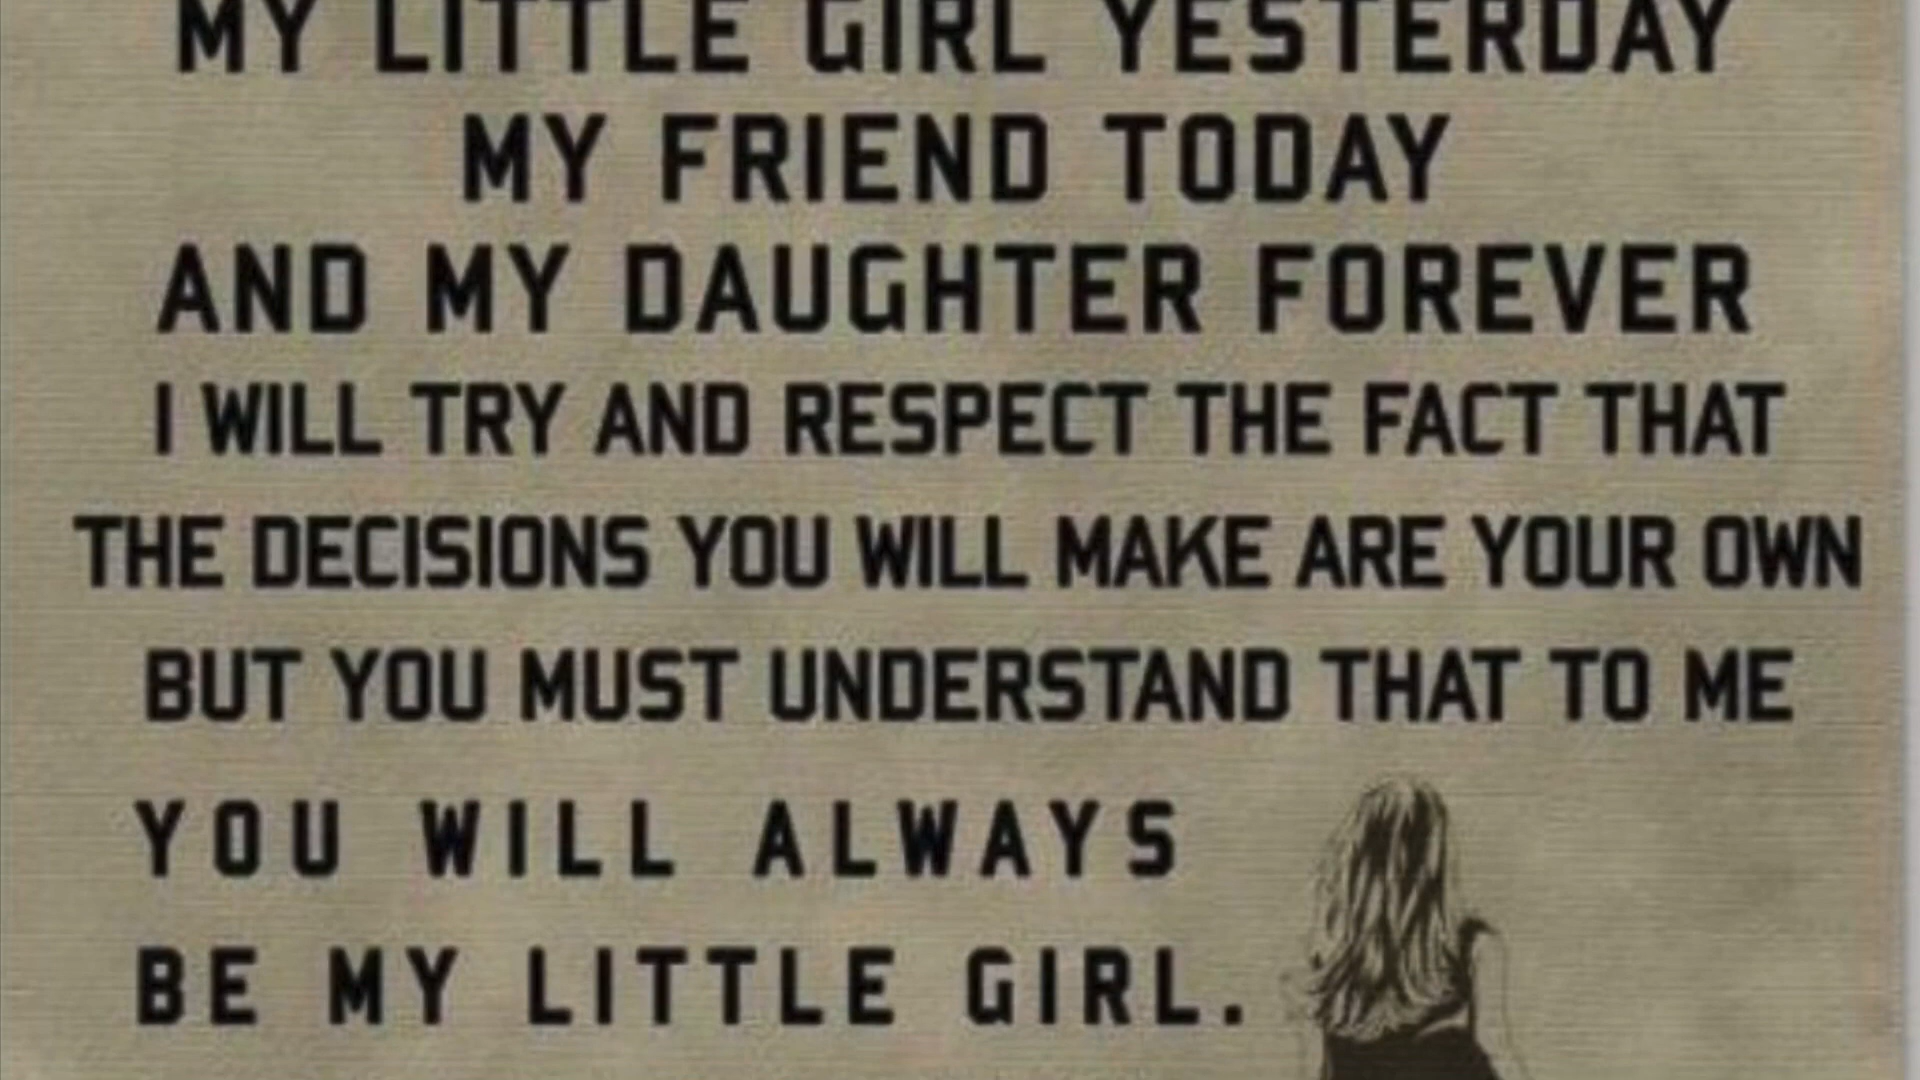 MY LITTLE GIRL YESTERDAY
MY FRIEND TODAY
AND MY DAUGHTER FOREVER
I WILL TRY AND RESPECT THE FACT THAT
THE DECISIONS YOU WILL MAKE ARE YOUR OWN
BUT YOU MUST UNDERSTAND THAT TO ME
YOU WILL ALWAYS
BE MY LITTLE GIRL.